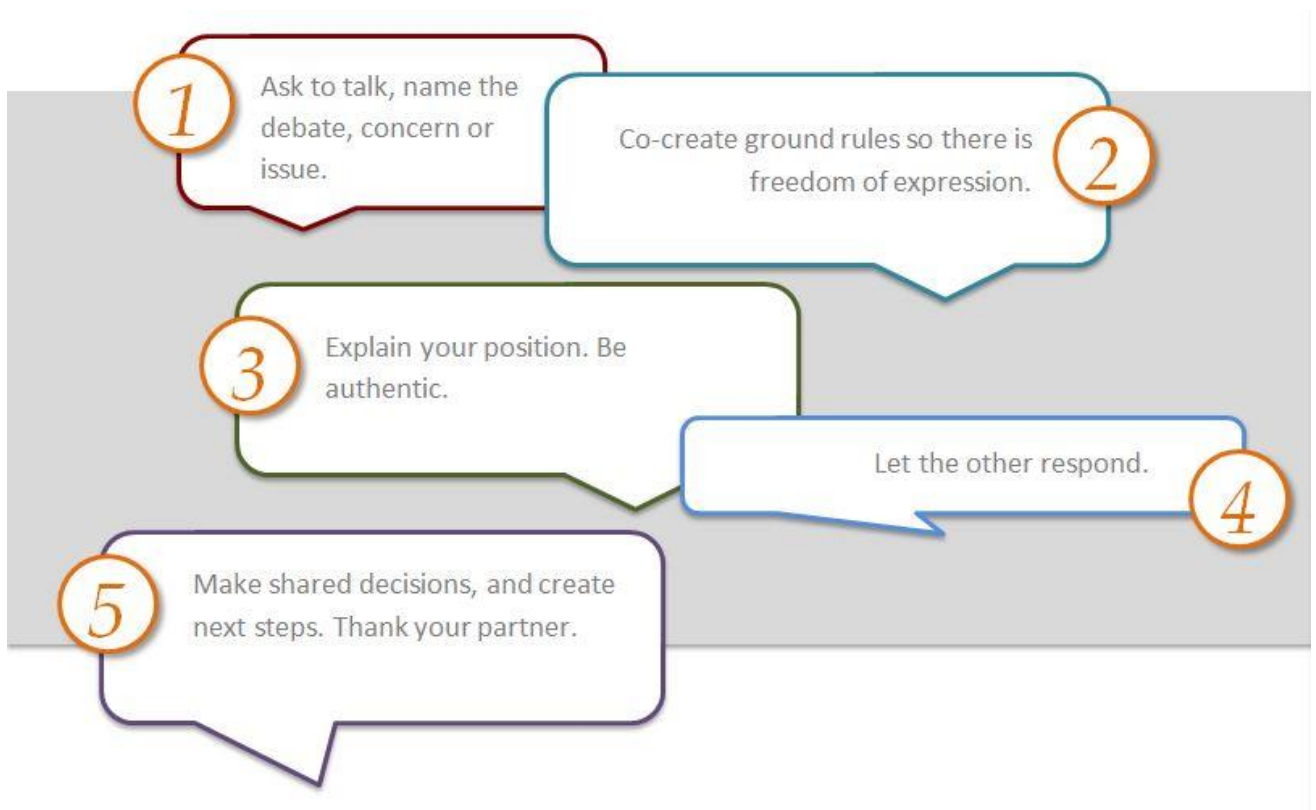 1
Ask to talk, name the
debate, concern or
issue.
2
Co-create ground rules so there is
freedom of expression.
3
Explain your position. Be
authentic.
4
Let the other respond.
5
Make shared decisions, and create
next steps. Thank your partner.